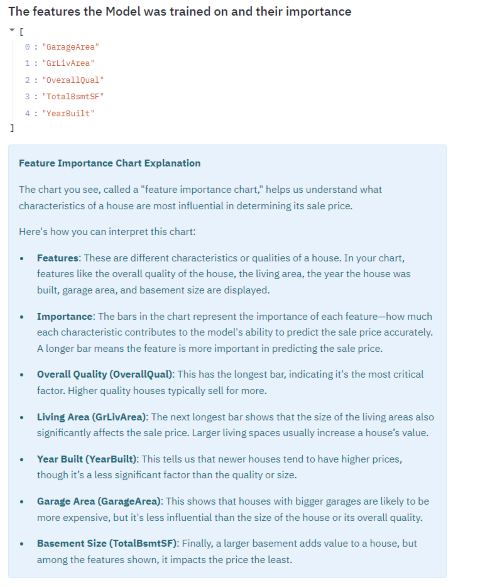 The features the Model was trained on and their importance
[
0 : "GarageArea"
1 : "GrLivArea"
2 : "OverallQual"
3 : "TotalBsmtSF"
4 : "YearBuilt"
]
Feature Importance Chart Explanation
The chart you see, called a "feature importance chart," helps us understand what
characteristics of a house are most influential in determining its sale price.
Here's how you can interpret this chart:
• Features: These are different characteristics or qualities of a house. In your chart,
features like the overall quality of the house, the living area, the year the house was
built, garage area, and basement size are displayed.
• Importance: The bars in the chart represent the importance of each feature—how much
each characteristic contributes to the model's ability to predict the sale price accurately.
A longer bar means the feature is more important in predicting the sale price.
• Overall Quality (OverallQual): This has the longest bar, indicating it's the most critical
factor. Higher quality houses typically sell for more.
• Living Area (GrLivArea): The next longest bar shows that the size of the living areas also
significantly affects the sale price. Larger living spaces usually increase a house's value.
• Year Built (YearBuilt): This tells us that newer houses tend to have higher prices,
though it's a less significant factor than the quality or size.
• Garage Area (GarageArea): This shows that houses with bigger garages are likely to be
more expensive, but it's less influential than the size of the house or its overall quality.
• Basement Size (TotalBsmtSF): Finally, a larger basement adds value to a house, but
among the features shown, it impacts the price the least.